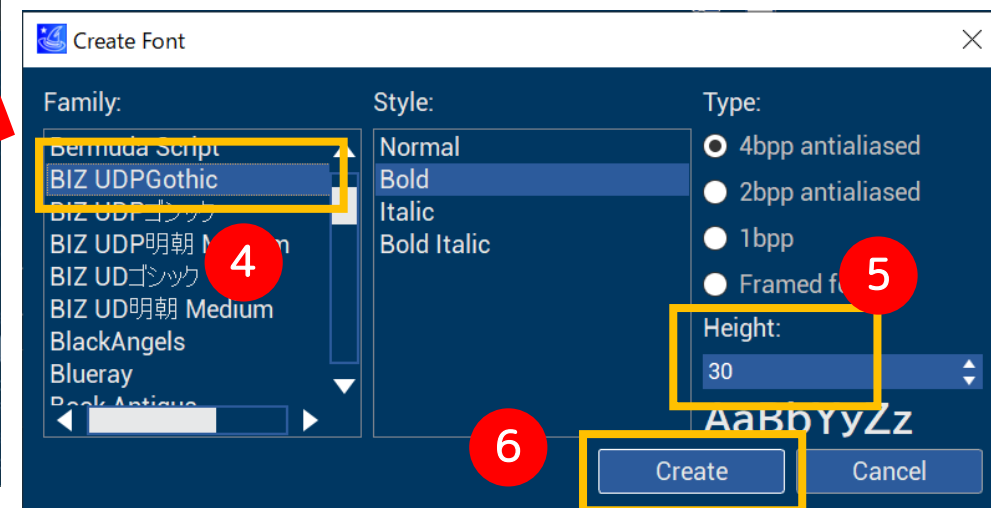 Create Font
Family:
Bermuda Script
BIZ UDPGothic
BIZ UDPゴシック
BIZ UDP明朝
BIZ UDゴシック
BIZ UD明朝 Medium
BlackAngels
Blueray
Book Antiqua
4
Style:
Normal
Bold
Italic
Bold Italic
Type:
4bpp antialiased
2bpp antialiased
1bpp
Framed
5
Height:
30
AaBbYyZz
6
Create
Cancel